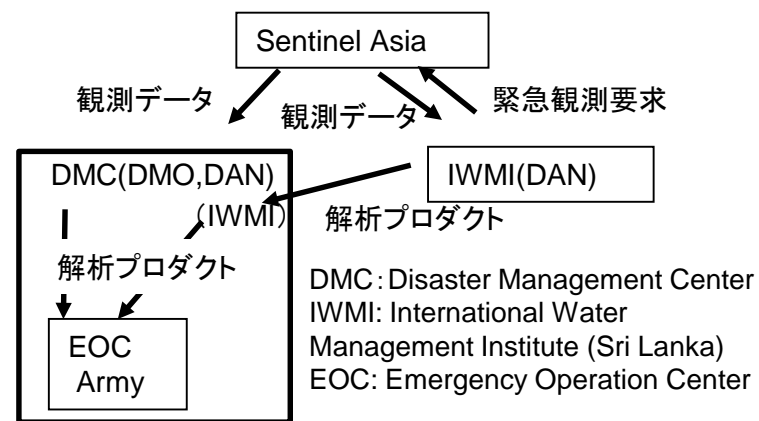 Sentinel Asia
観測データ
観測データ
緊急観測要求
DMC(DMO,DAN)
(IWMI)
IWMI(DAN)
解析プロダクト
解析プロダクト
EOC
Army
DMC：Disaster Management Center
IWMI: International Water
Management Institute (Sri Lanka)
EOC: Emergency Operation Center